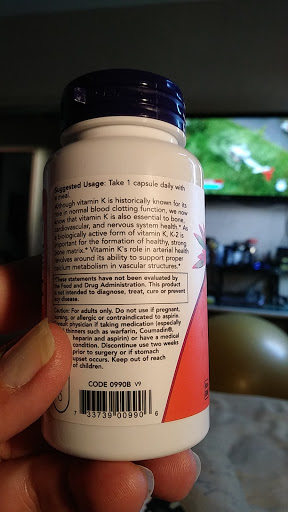 Suggested Usage: Take 1 capsule daily with
a meal.
Although vitamin K is historically known for its
role in normal blood clotting function, we now
know that vitamin K is also essential to bone,
cardiovascular, and nervous system health.* As
a biologically active form of vitamin K, K-2 is
important for the formation of healthy, strong
bone matrix.* Vitamin K's role in arterial health
revolves around its ability to support proper
calcium metabolism in vascular structures.*
*These statements have not been evaluated by
the Food and Drug Administration. This product
is not intended to diagnose, treat, cure or prevent
any disease.
Caution: For adults only. Do not use if pregnant,
nursing, or allergic or contraindicated to aspirin.
Consult physician if taking medication (especially
thinners such as warfarin, Coumadin®,
heparin and aspirin) or have a medical
condition. Discontinue use two weeks
prior to surgery or if stomach
upset occurs. Keep out of reach
of children.
CODE 0990B V9
7 33739 00990 6